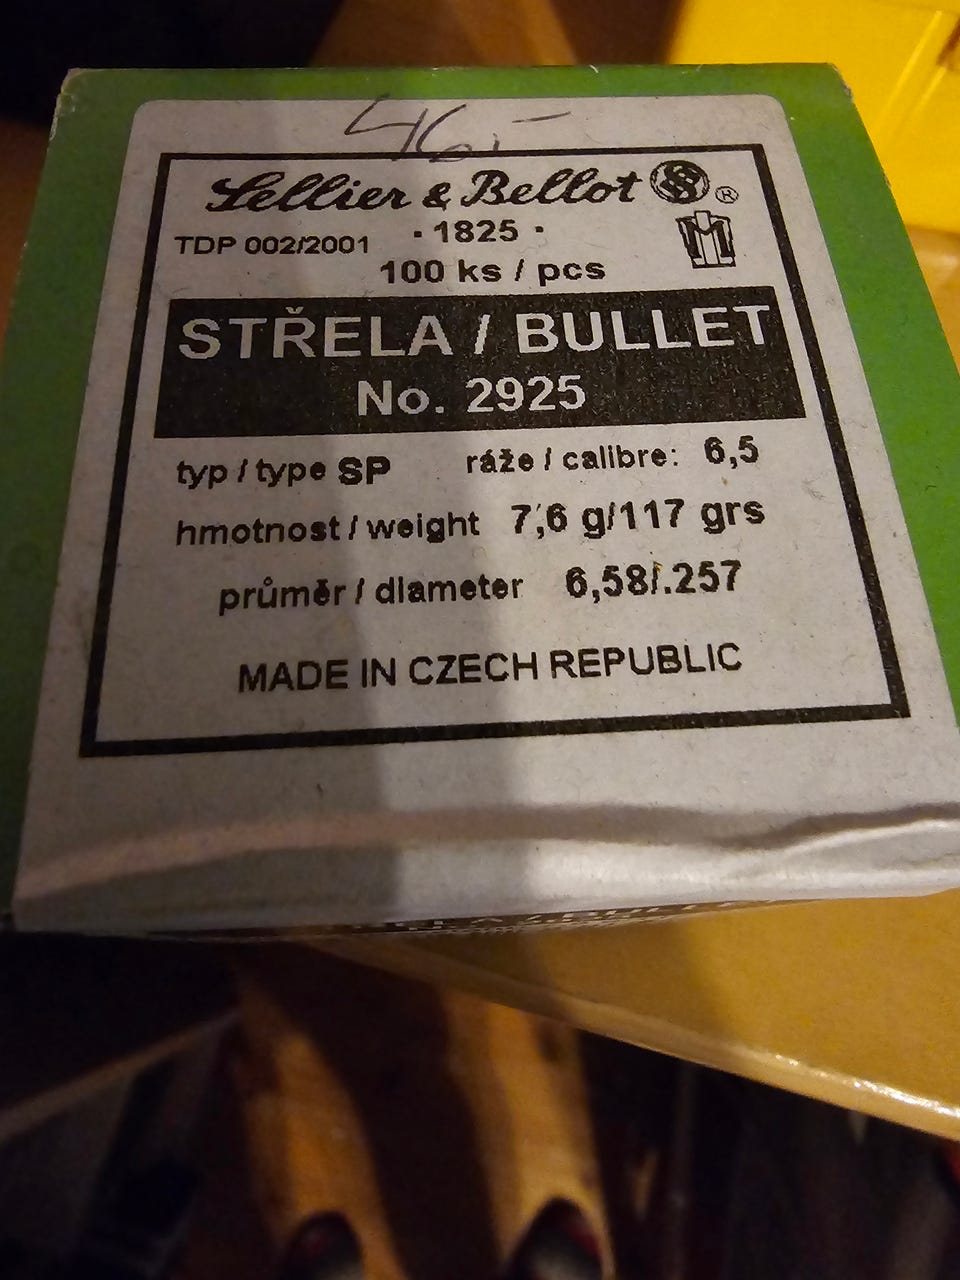 46,-
Sellier & Bellot ®
TDP 002/2001 · 1825 ·
100 ks / pcs
STŘELA / BULLET
No. 2925
typ / type SP ráže / calibre: 6,5
hmotnost / weight 7,6 g/117 grs
průměr / diameter 6,58/.257
MADE IN CZECH REPUBLIC